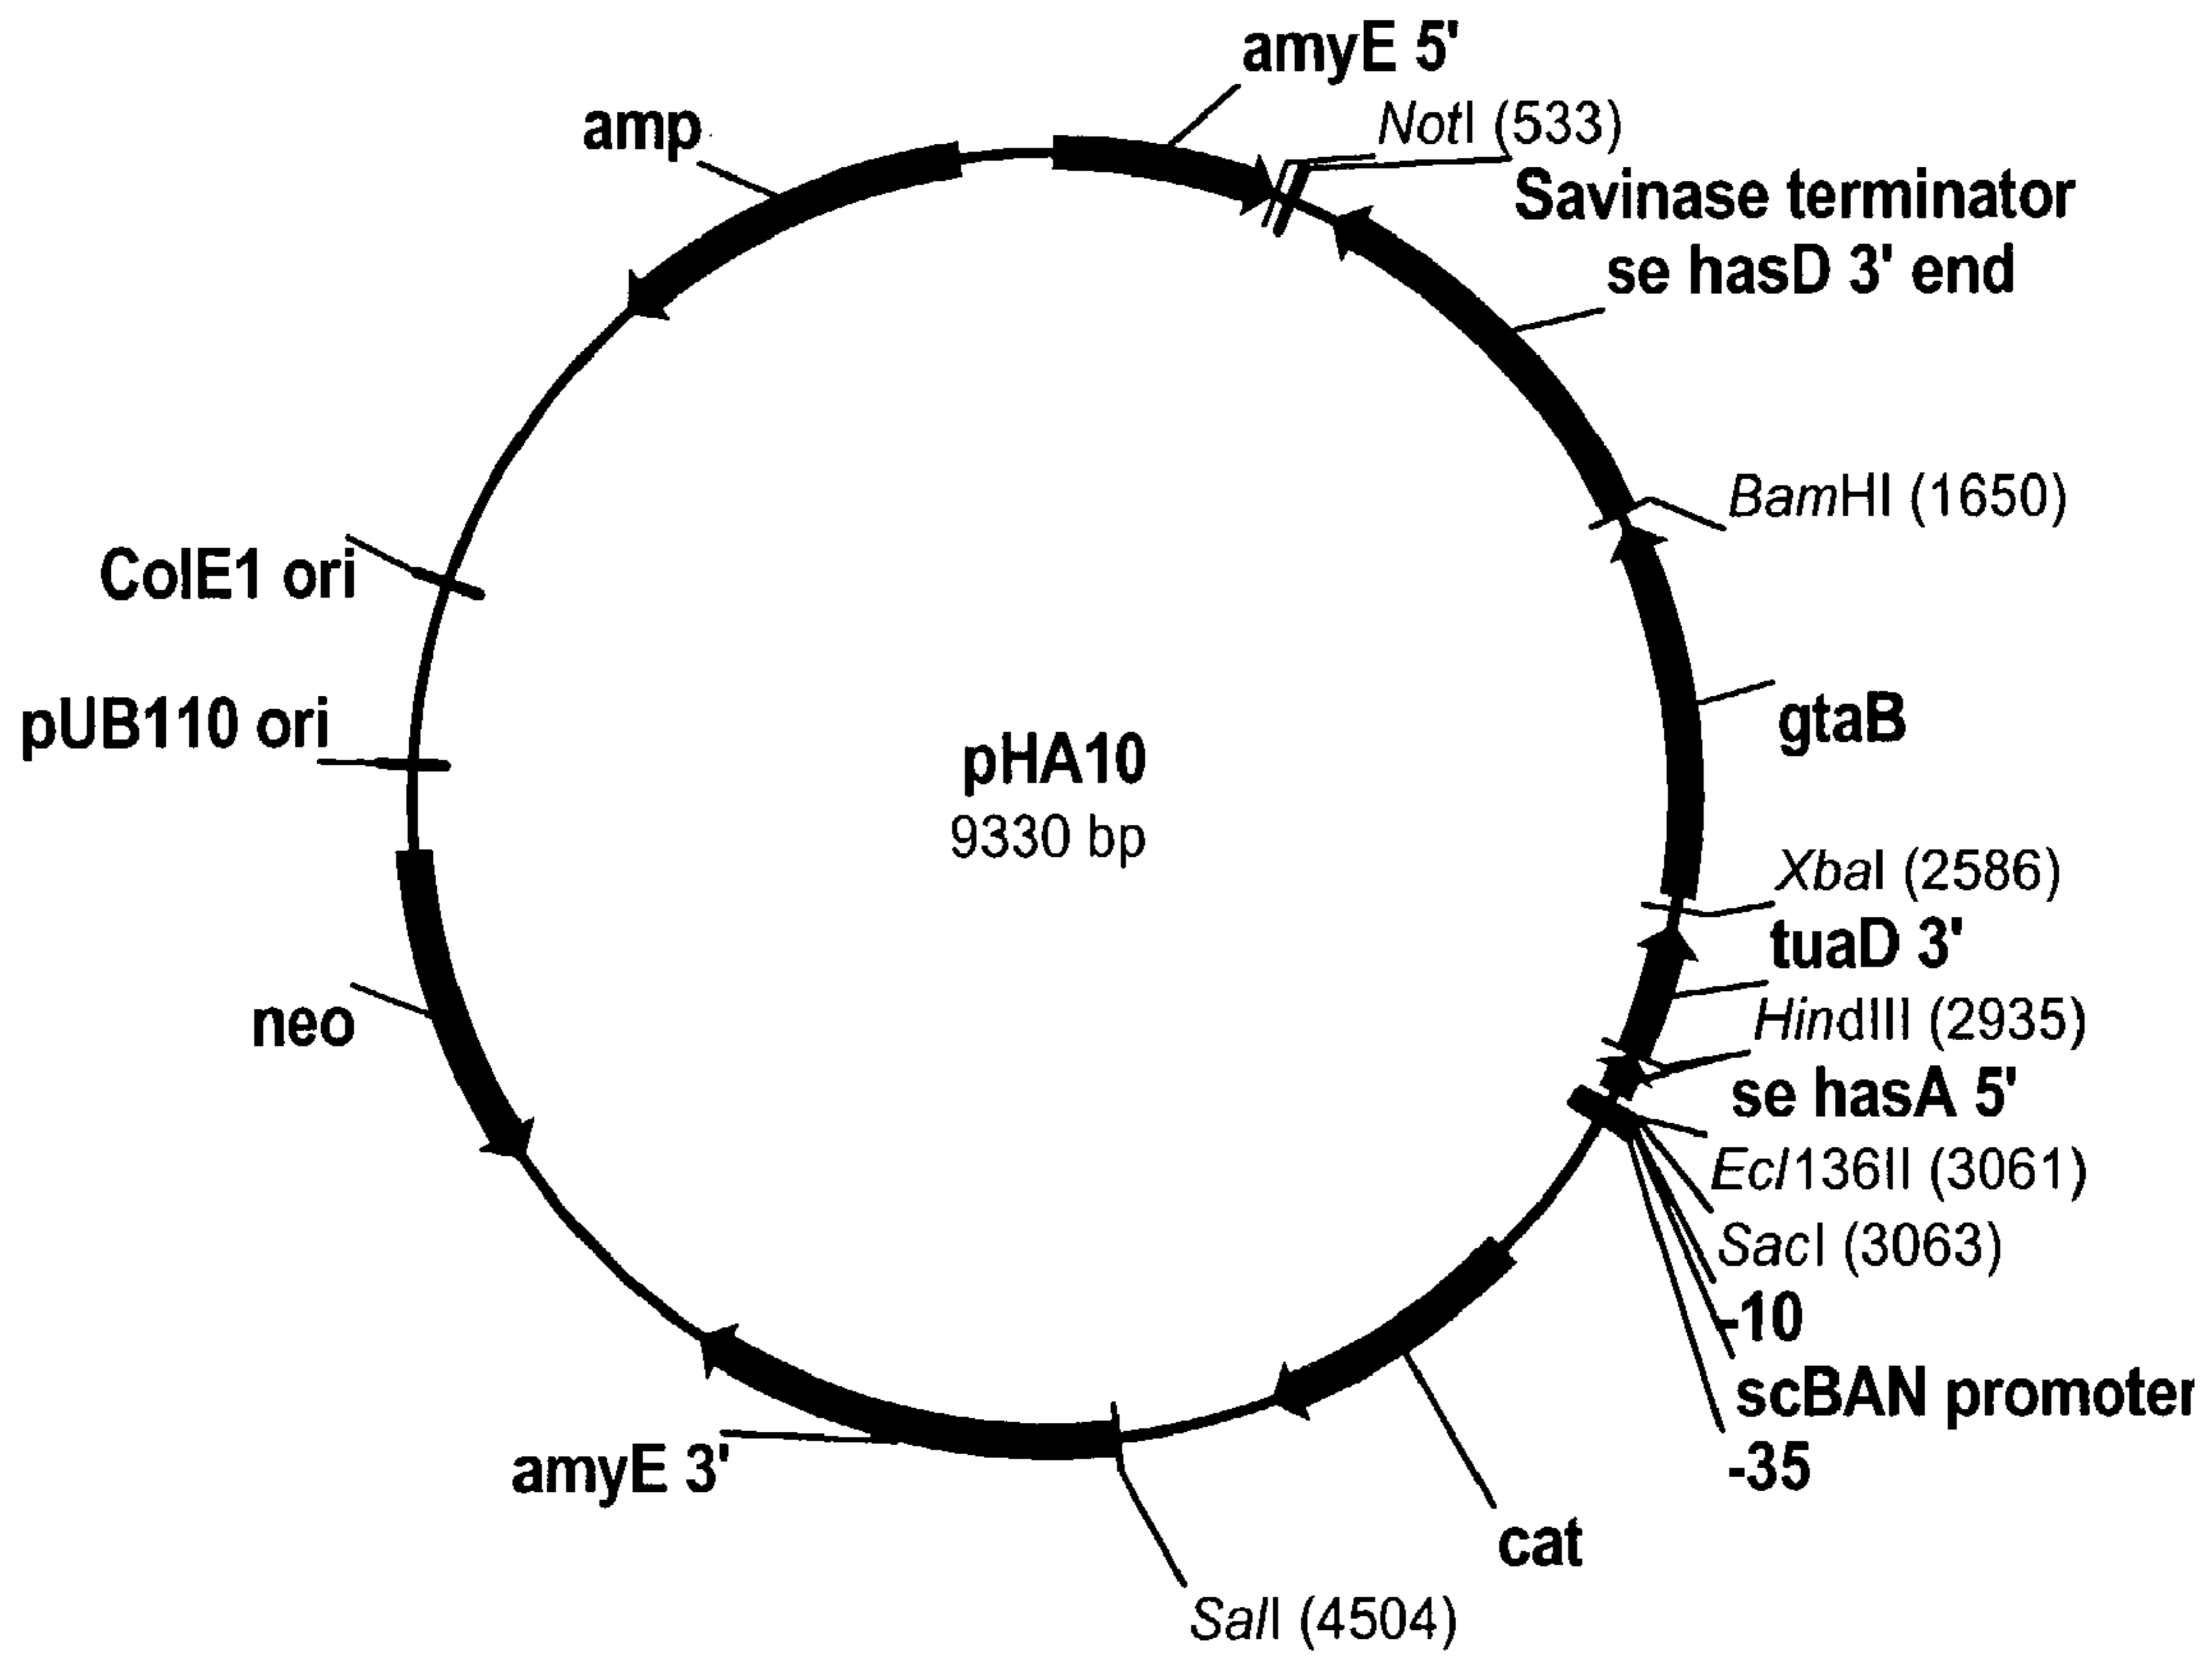 amyE 5'
NotI (533)
amp
Savinase terminator
se hasD 3' end
BamHI (1650)
ColE1 ori
gtaB
pUB110 ori
pHA10
9330 bp
XbaI (2586)
tuaD 3'
HindIII (2935)
neo
se hasA 5'
Ecl136II (3061)
SacI (3063)
-10
scBAN promoter
-35
amyE 3'
cat
SalI (4504)